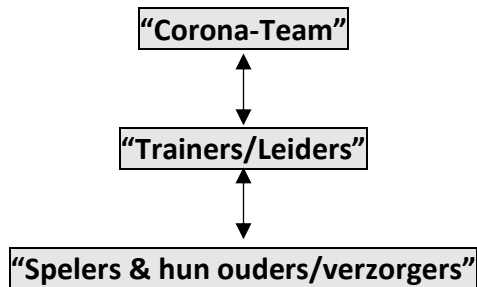 “Corona-Team”
“Trainers/Leiders”
“Spelers & hun ouders/verzorgers”